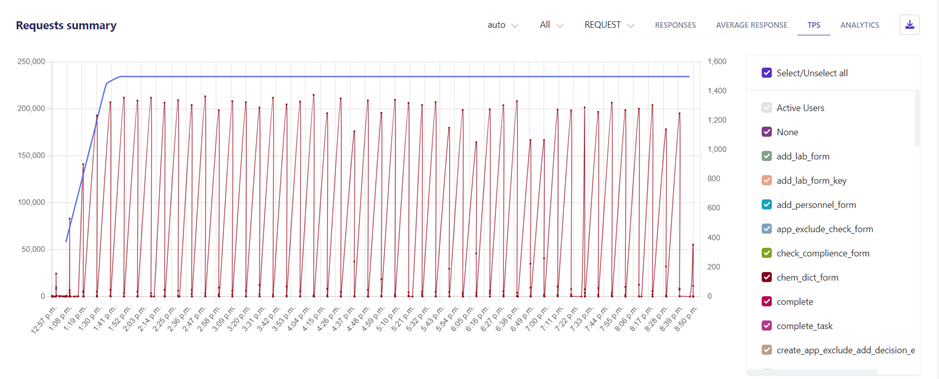 Requests summary
auto All REQUEST RESPONSES AVERAGE RESPONSE TPS ANALYTICS
250,000
200,000
150,000
100,000
50,000
0
1,600
1,400
1,200
1,000
800
600
400
200
0
12:57 p.m. 1:08 p.m. 1:19 p.m. 1:30 p.m. 1:41 p.m. 1:52 p.m. 2:03 p.m. 2:14 p.m. 2:25 p.m. 2:36 p.m. 2:47 p.m. 2:58 p.m. 3:09 p.m. 3:20 p.m. 3:31 p.m. 3:42 p.m. 3:53 p.m. 4:04 p.m. 4:15 p.m. 4:26 p.m. 4:37 p.m. 4:48 p.m. 4:59 p.m. 5:10 p.m. 5:21 p.m. 5:32 p.m. 5:43 p.m. 5:54 p.m. 6:05 p.m. 6:16 p.m. 6:27 p.m. 6:38 p.m. 6:49 p.m. 7:00 p.m. 7:11 p.m. 7:22 p.m. 7:33 p.m. 7:44 p.m. 7:55 p.m. 8:06 p.m. 8:17 p.m. 8:28 p.m. 8:39 p.m. 8:50 p.m.
Select/Unselect all
Active Users
None
add_lab_form
add_lab_form_key
add_personnel_form
app_exclude_check_form
check_complience_form
chem_dict_form
complete
complete_task
create_app_exclude_add_decision_e